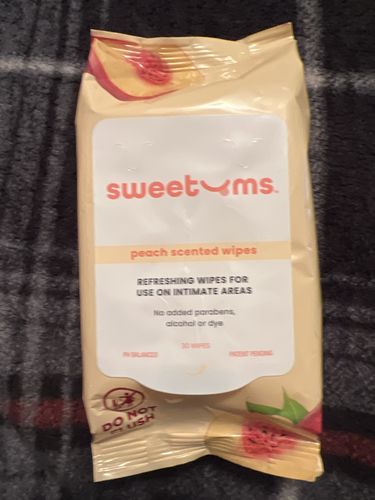 sweetyms™
peach scented wipes
REFRESHING WIPES FOR
USE ON INTIMATE AREAS
No added parabens,
alcohol or dye.
30 WIPES
PH BALANCED
PATENT PENDING
DO NOT
FLUSH